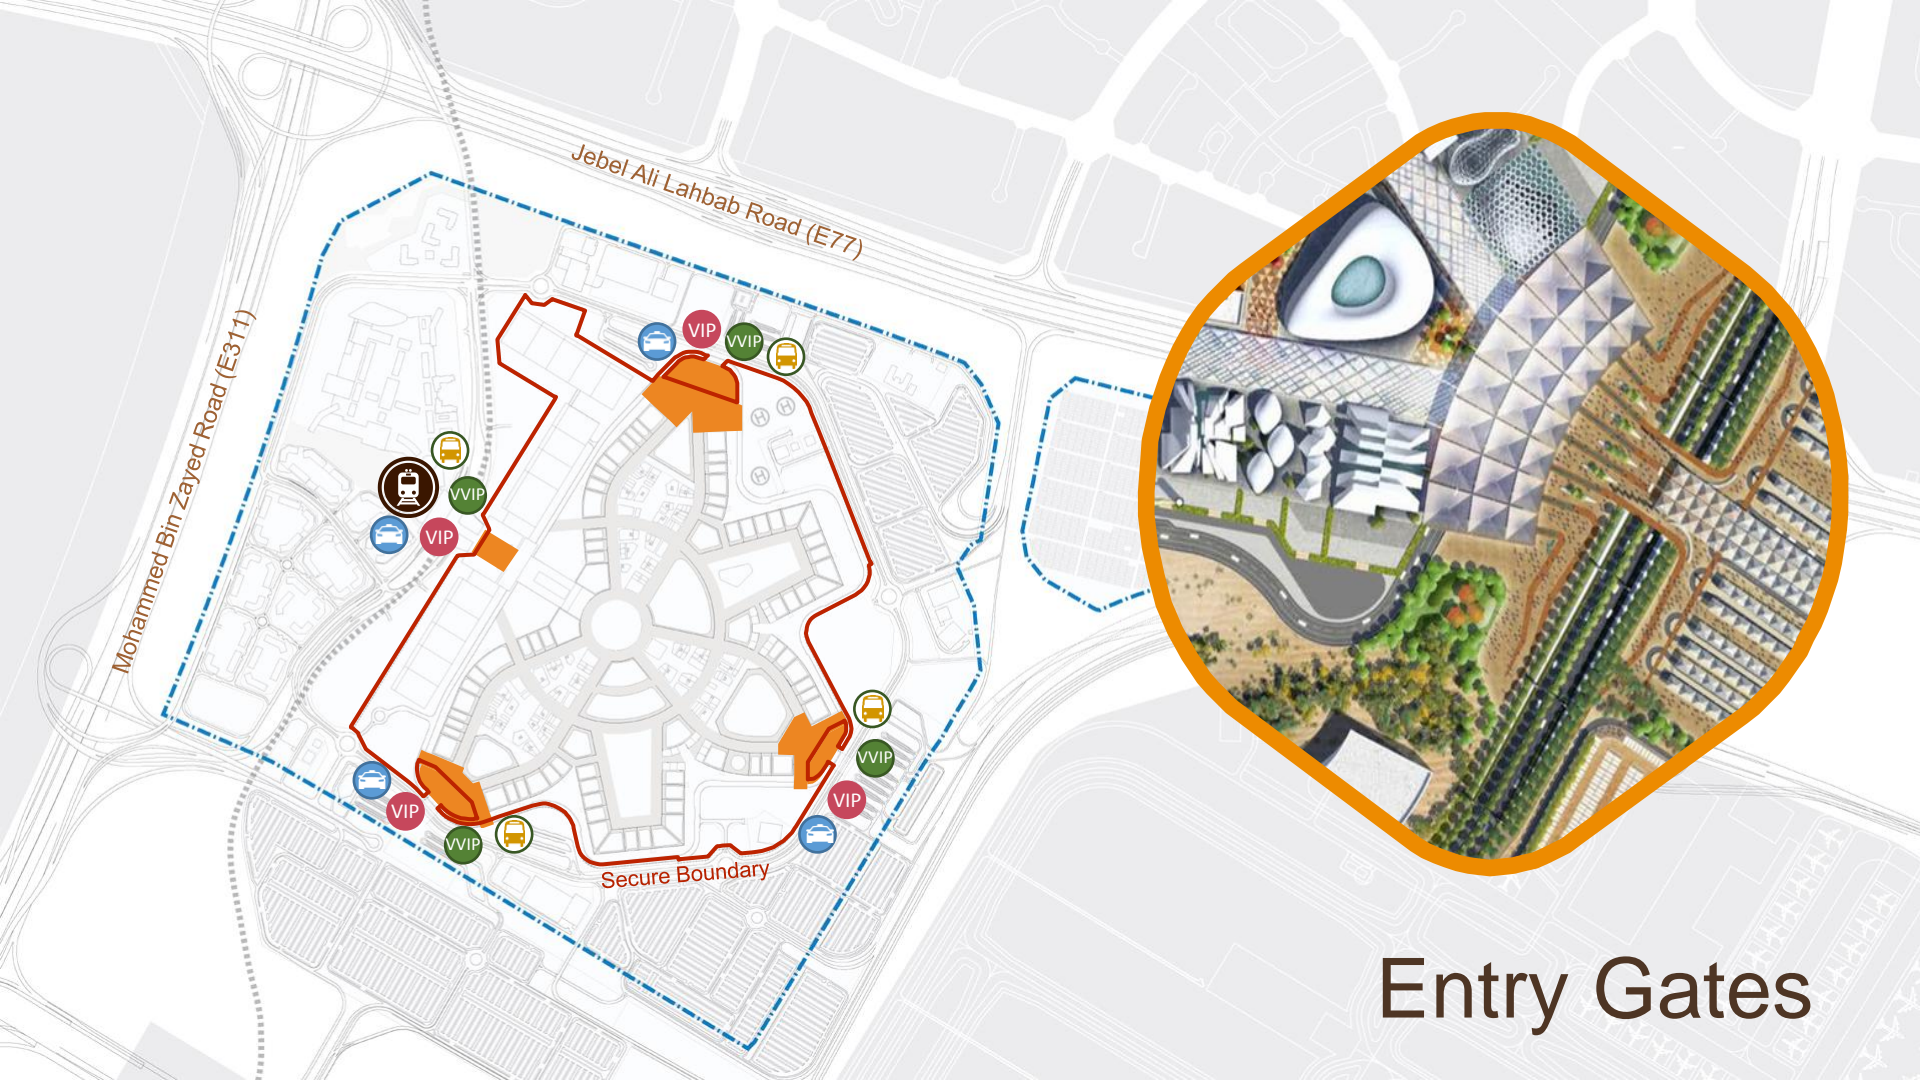 Jebel Ali Lahbab Road (E77)
Mohammed Bin Zayed Road (E311)
VIP
VVIP
H
H
H
VVIP
VIP
VVIP
VIP
VIP
VVIP
Secure Boundary
Entry Gates